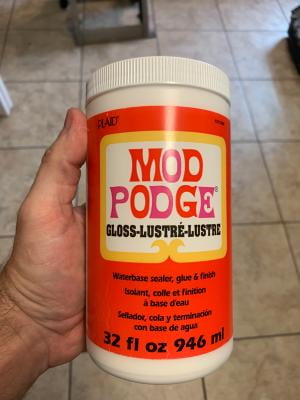 PLAID®
MOD
PODGE®
GLOSS-LUSTRÉ-LUSTRE
Waterbase sealer, glue & finish
Isolant, colle et finition
à base d'eau
Sellador, cola y terminación
con base de agua
32 fl oz 946 ml